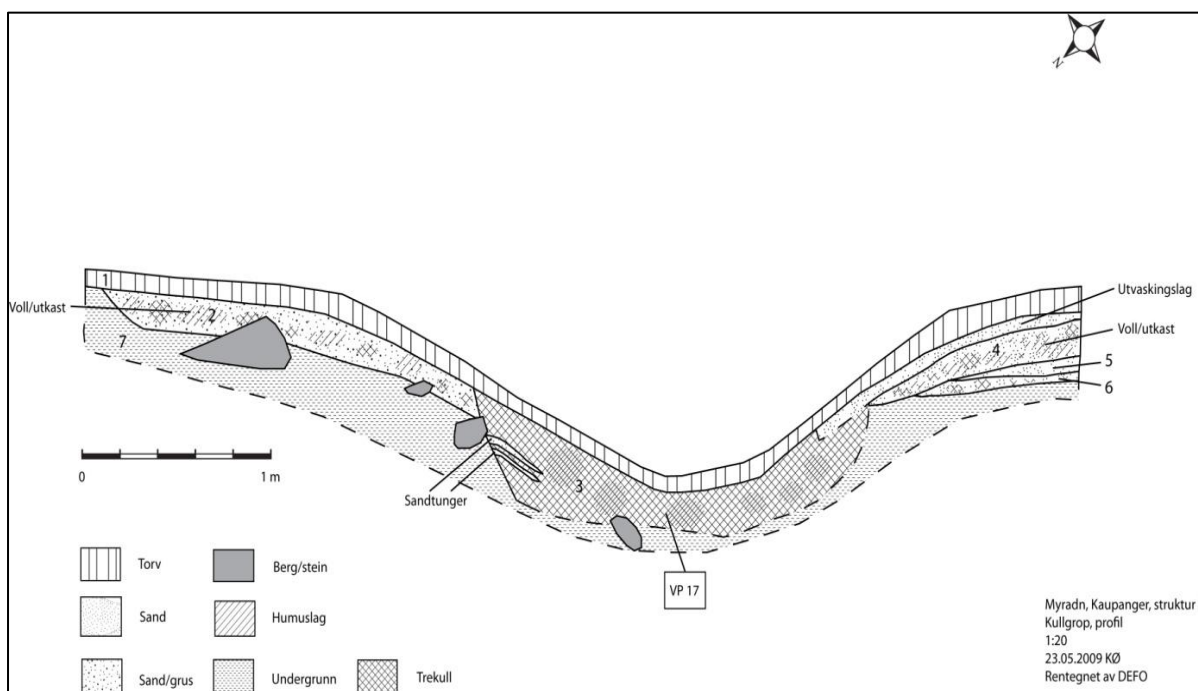 N
1
Voll/utkast
2
7
Utvaskingslag
Voll/utkast
4
5
6
0
1 m
Sandtunger
3
VP 17
Torv
Berg/stein
Sand
Humuslag
Sand/grus
Undergrunn
Trekull
Myradn, Kaupanger, struktur
Kullgrop, profil
1:20
23.05.2009 KØ
Rentegnet av DEFO